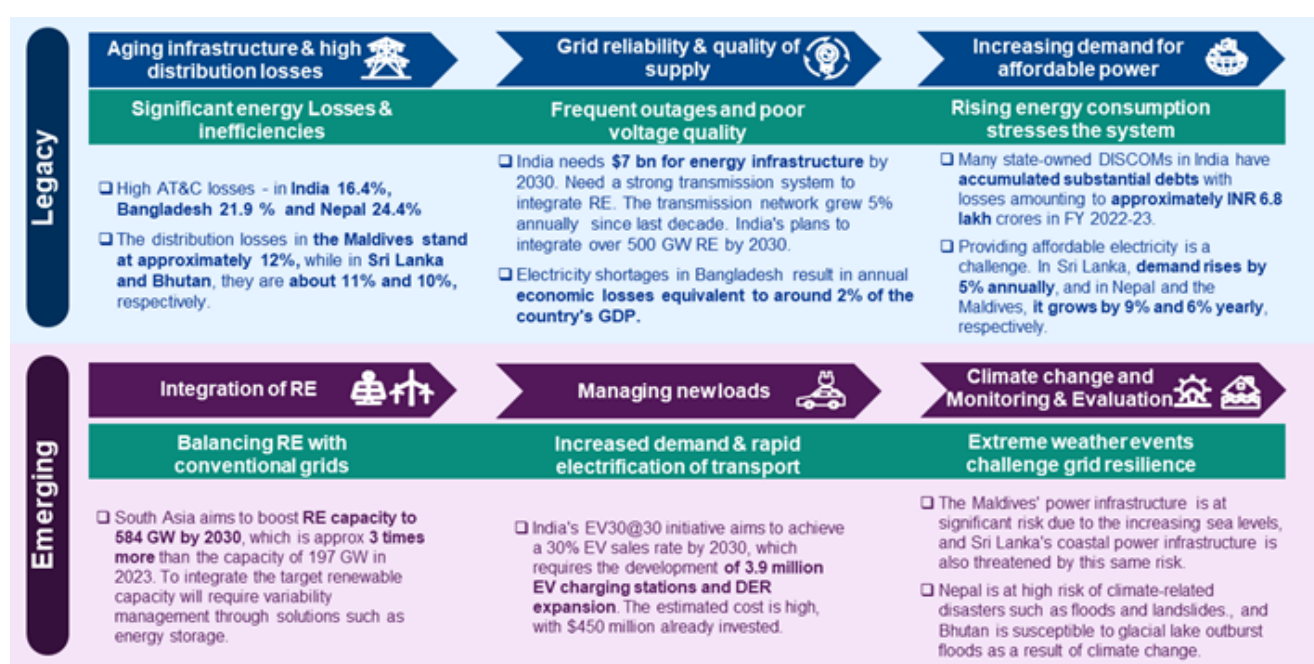 Legacy
Aging infrastructure & high
distribution losses
Significant energy Losses &
inefficiencies
❑ High AT&C losses - in India 16.4%,
Bangladesh 21.9 % and Nepal 24.4%
❑ The distribution losses in the Maldives stand
at approximately 12%, while in Sri Lanka
and Bhutan, they are about 11% and 10%,
respectively.
Grid reliability & quality of
supply
Frequent outages and poor
voltage quality
❑ India needs $7 bn for energy infrastructure by
2030. Need a strong transmission system to
integrate RE. The transmission network grew 5%
annually since last decade. India's plans to
integrate over 500 GW RE by 2030.
❑ Electricity shortages in Bangladesh result in annual
economic losses equivalent to around 2% of the
country's GDP.
Increasing demand for
affordable power
Rising energy consumption
stresses the system
❑ Many state-owned DISCOMs in India have
accumulated substantial debts with
losses amounting to approximately INR 6.8
lakh crores in FY 2022-23.
❑ Providing affordable electricity is a
challenge. In Sri Lanka, demand rises by
5% annually, and in Nepal and the
Maldives, it grows by 9% and 6% yearly,
respectively.
Emerging
Integration of RE
Balancing RE with
conventional grids
❑ South Asia aims to boost RE capacity to
584 GW by 2030, which is approx 3 times
more than the capacity of 197 GW in
2023. To integrate the target renewable
capacity will require variability
management through solutions such as
energy storage.
Managing new loads
Increased demand & rapid
electrification of transport
❑ India's EV30@30 initiative aims to achieve
a 30% EV sales rate by 2030, which
requires the development of 3.9 million
EV charging stations and DER
expansion. The estimated cost is high,
with $450 million already invested.
Climate change and
Monitoring & Evaluation
Extreme weather events
challenge grid resilience
❑ The Maldives' power infrastructure is at
significant risk due to the increasing sea levels,
and Sri Lanka's coastal power infrastructure is
also threatened by this same risk.
❑ Nepal is at high risk of climate-related
disasters such as floods and landslides., and
Bhutan is susceptible to glacial lake outburst
floods as a result of climate change.